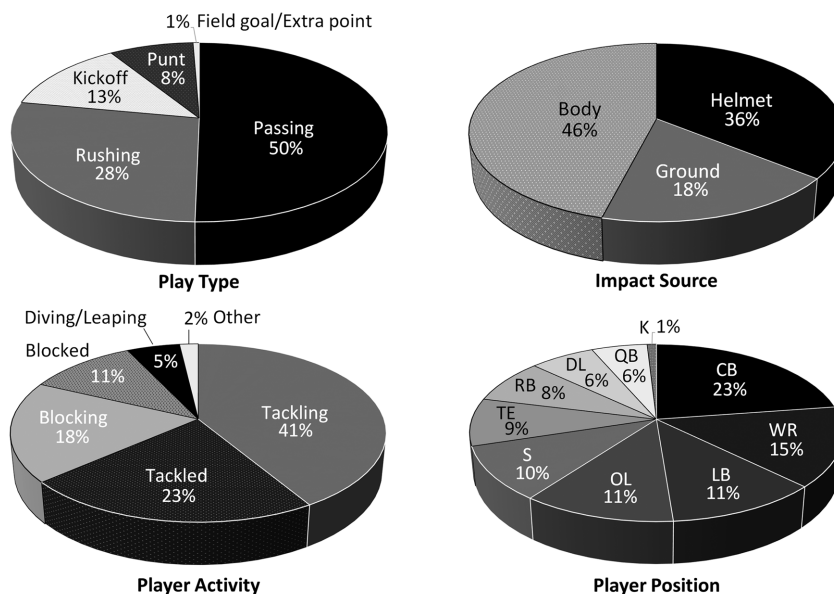 1% Field goal/Extra point
Punt
8%
Kickoff
13%
Passing
50%
Rushing
28%
Play Type
Body
46%
Helmet
36%
Ground
18%
Impact Source
Diving/Leaping
2% Other
Blocked
5%
11%
Blocking
18%
Tackling
41%
Tackled
23%
Player Activity
K 1%
QB
6%
DL
6%
RB
8%
CB
23%
TE
9%
WR
15%
S
10%
OL
11%
LB
11%
Player Position